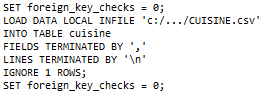 SET foreign_key_checks = 0;
LOAD DATA LOCAL INFILE 'c:/.../CUISINE.csv'
INTO TABLE cuisine
FIELDS TERMINATED BY ','
LINES TERMINATED BY '\n'
IGNORE 1 ROWS;
SET foreign_key_checks = 0;